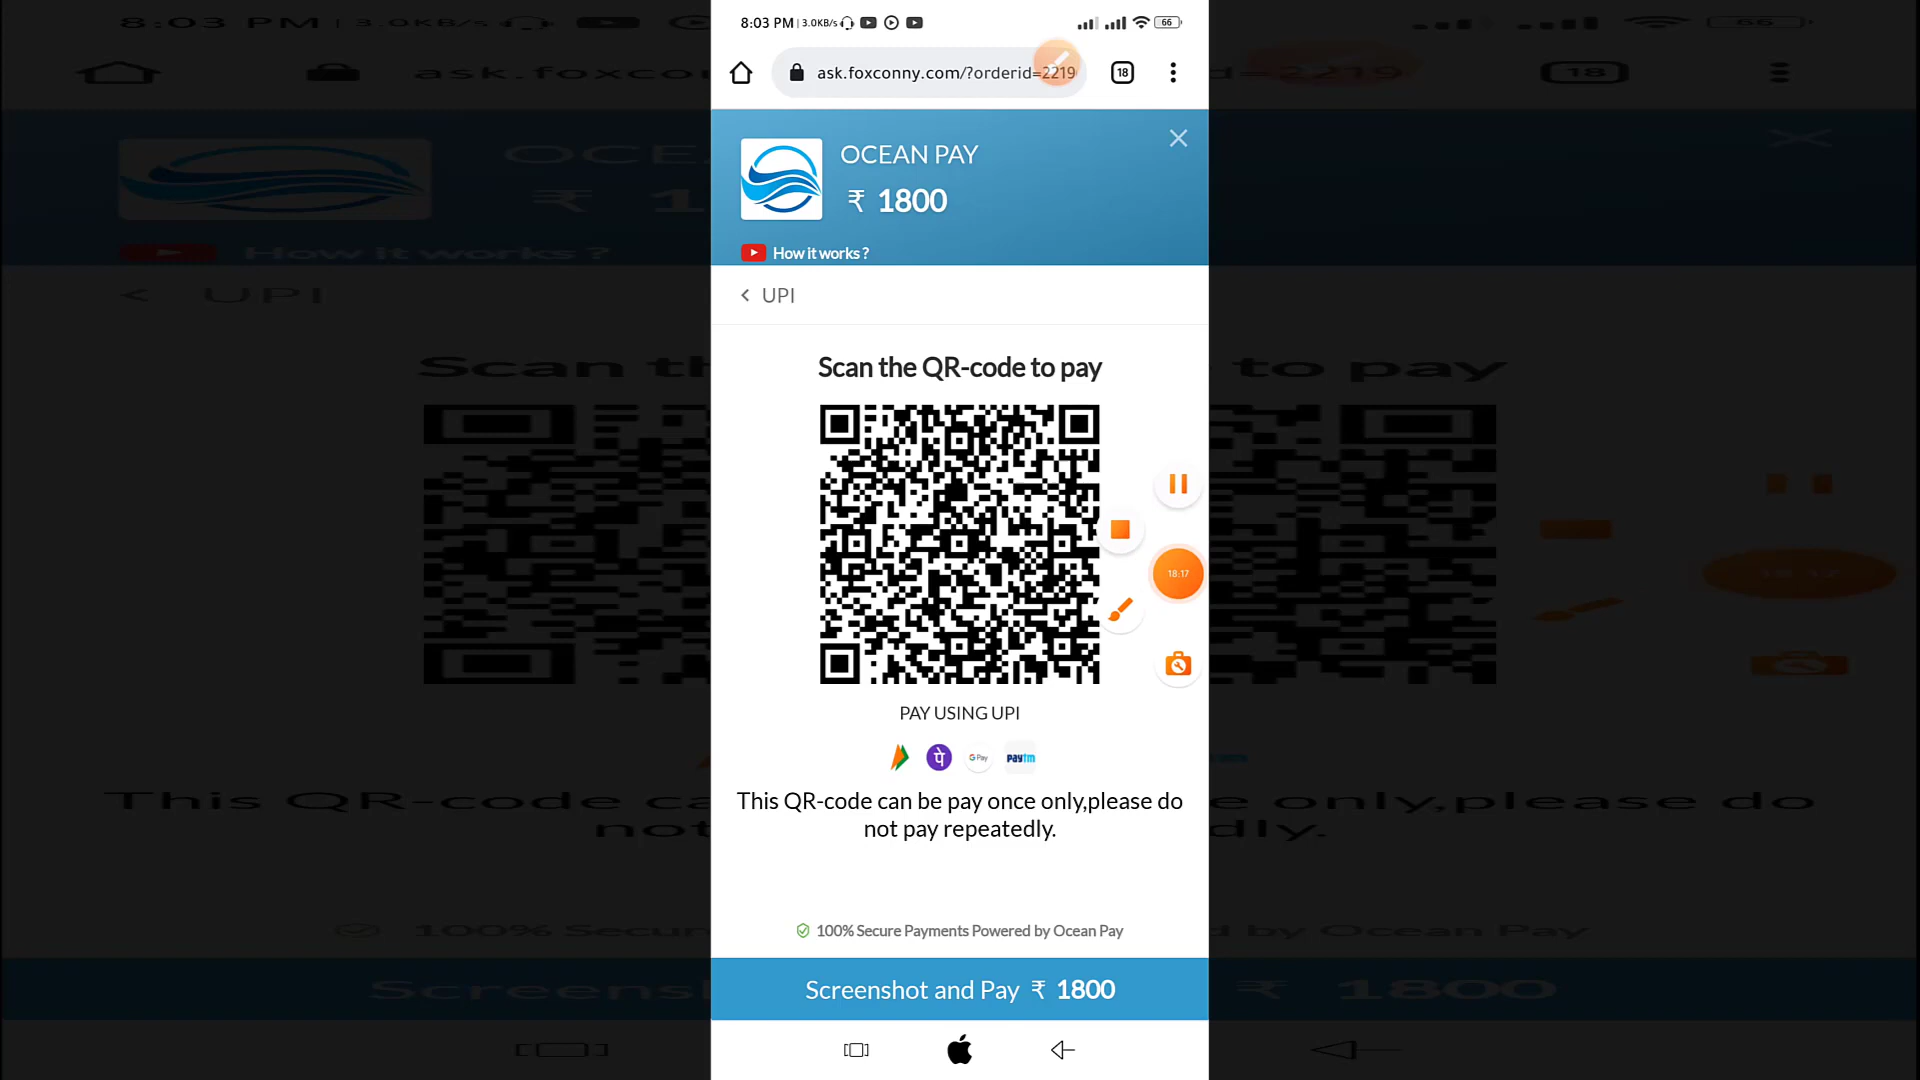 8:03 PM | 3.0KB/s 66
ask.foxconny.com/?orderid=2219 18
OCEAN PAY
₹ 1800
How it works ?
< UPI
Scan the QR-code to pay
18:17
PAY USING UPI
पे G Pay paytm
This QR-code can be pay once only,please do
not pay repeatedly.
100% Secure Payments Powered by Ocean Pay
Screenshot and Pay ₹ 1800